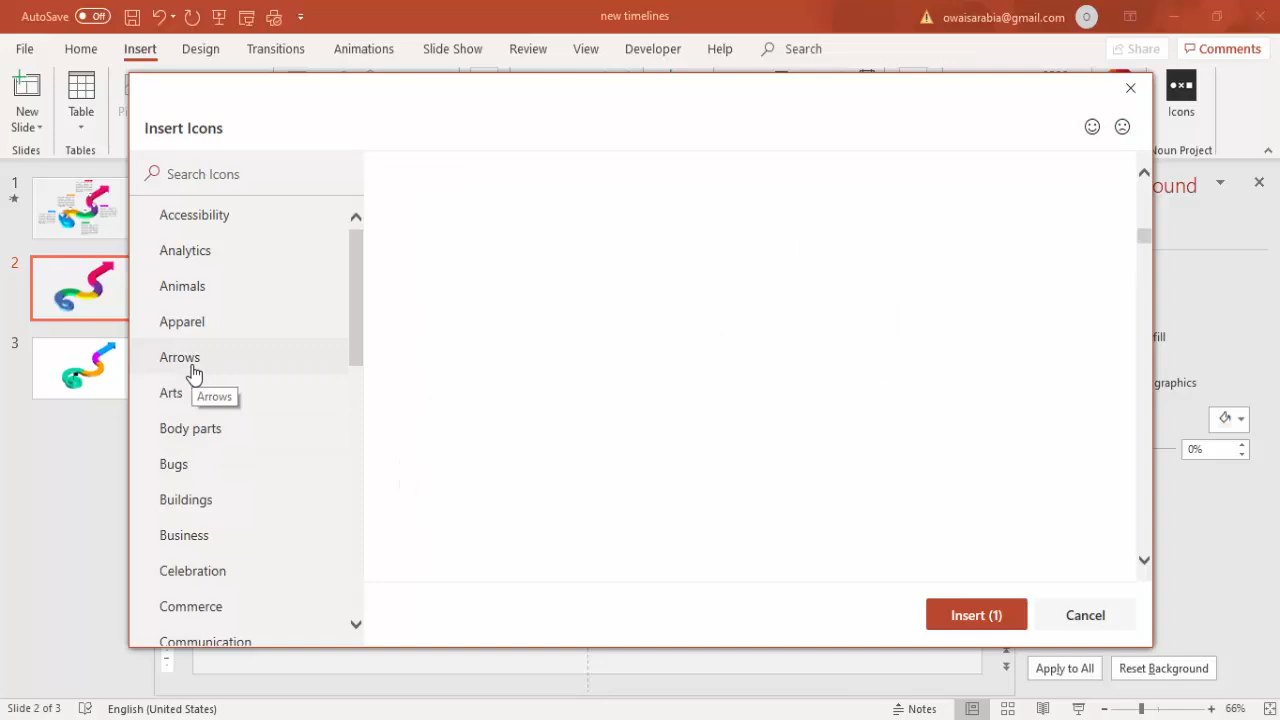 AutoSave Off
new timelines
owaisarabia@gmail.com O
File Home Insert Design Transitions Animations Slide Show Review View Developer Help Search
Share Comments
New Slide
Table
Icons
Slides Tables
Noun Project
Insert Icons
Search Icons
Accessibility
Analytics
Animals
Apparel
Arrows
Arrows
Arts
Body parts
Bugs
Buildings
Business
Celebration
Commerce
Communication
Insert (1) Cancel
1
2
3
ound
fill
graphics
0%
Apply to All Reset Background
Slide 2 of 3 English (United States) Notes 66%